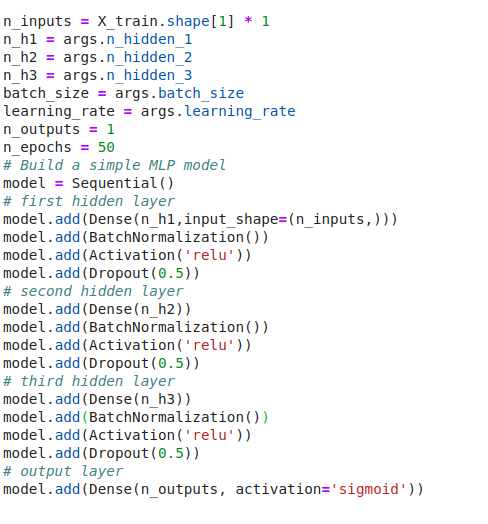 n_inputs = X_train.shape[1] * 1
n_h1 = args.n_hidden_1
n_h2 = args.n_hidden_2
n_h3 = args.n_hidden_3
batch_size = args.batch_size
learning_rate = args.learning_rate
n_outputs = 1
n_epochs = 50
# Build a simple MLP model
model = Sequential()
# first hidden layer
model.add(Dense(n_h1,input_shape=(n_inputs,)))
model.add(BatchNormalization())
model.add(Activation('relu'))
model.add(Dropout(0.5))
# second hidden layer
model.add(Dense(n_h2))
model.add(BatchNormalization())
model.add(Activation('relu'))
model.add(Dropout(0.5))
# third hidden layer
model.add(Dense(n_h3))
model.add(BatchNormalization())
model.add(Activation('relu'))
model.add(Dropout(0.5))
# output layer
model.add(Dense(n_outputs, activation='sigmoid'))